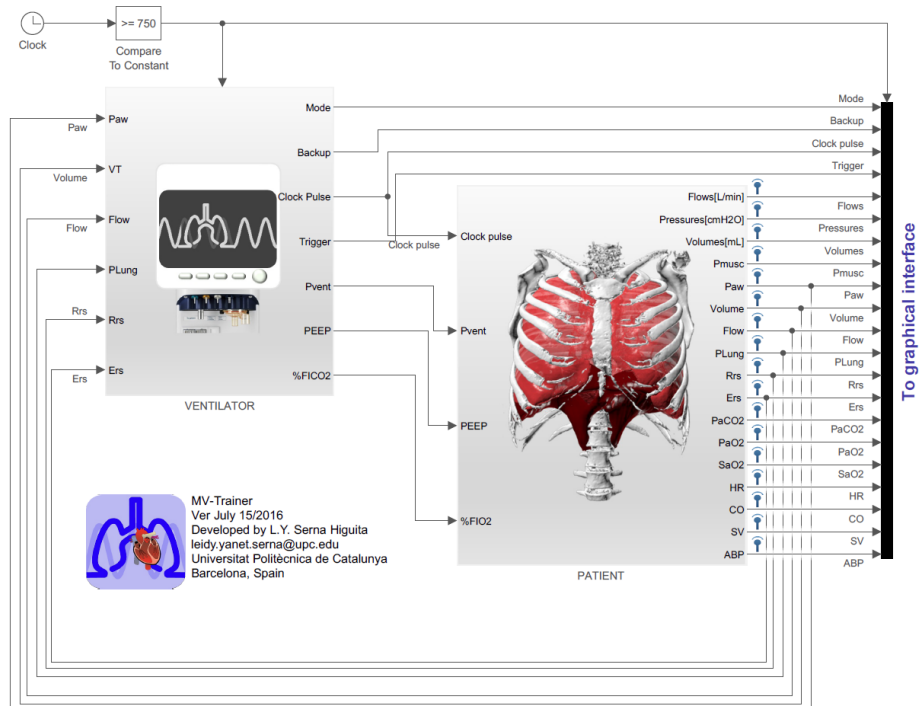 >= 750
Clock
Compare
To Constant
Paw
VT
Flow
PLung
Rrs
Ers
Paw
Volume
Flow
Rrs
Ers
Mode
Backup
Clock Pulse
Trigger
Pvent
PEEP
%FICO2
VENTILATOR
Clock pulse
Clock pulse
Pvent
PEEP
%FIO2
Flows[L/min]
Pressures[cmH2O]
Volumes[mL]
Pmusc
Paw
Volume
Flow
PLung
Rrs
Ers
PaCO2
PaO2
SaO2
HR
CO
SV
ABP
PATIENT
Mode
Backup
Clock pulse
Trigger
Flows
Pressures
Volumes
Pmusc
Paw
Volume
Flow
PLung
Rrs
Ers
PaCO2
PaO2
SaO2
HR
CO
SV
ABP
To graphical interface
MV-Trainer
Ver July 15/2016
Developed by L.Y. Serna Higuita
leidy.yanet.serna@upc.edu
Universitat Politècnica de Catalunya
Barcelona, Spain